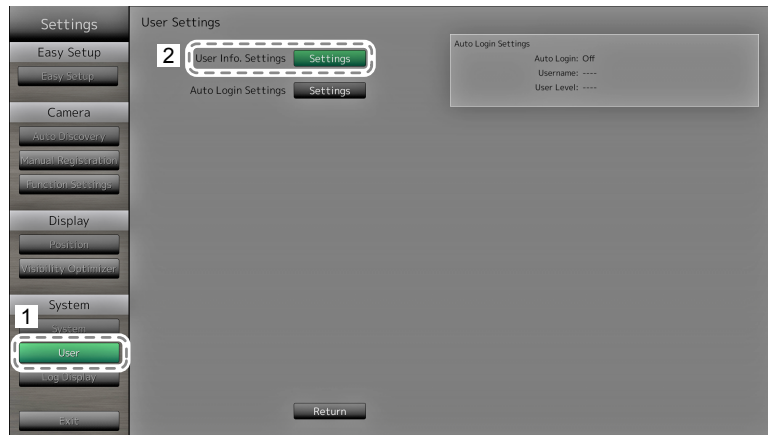 Settings
Easy Setup
Easy Setup
Camera
Auto Discovery
Manual Registration
Function Settings
Display
Position
Visibility Optimizer
System
1
System
User
Log Display
Exit
User Settings
2
User Info. Settings Settings
Auto Login Settings Settings
Auto Login Settings
Auto Login: Off
Username: ----
User Level: ----
Return